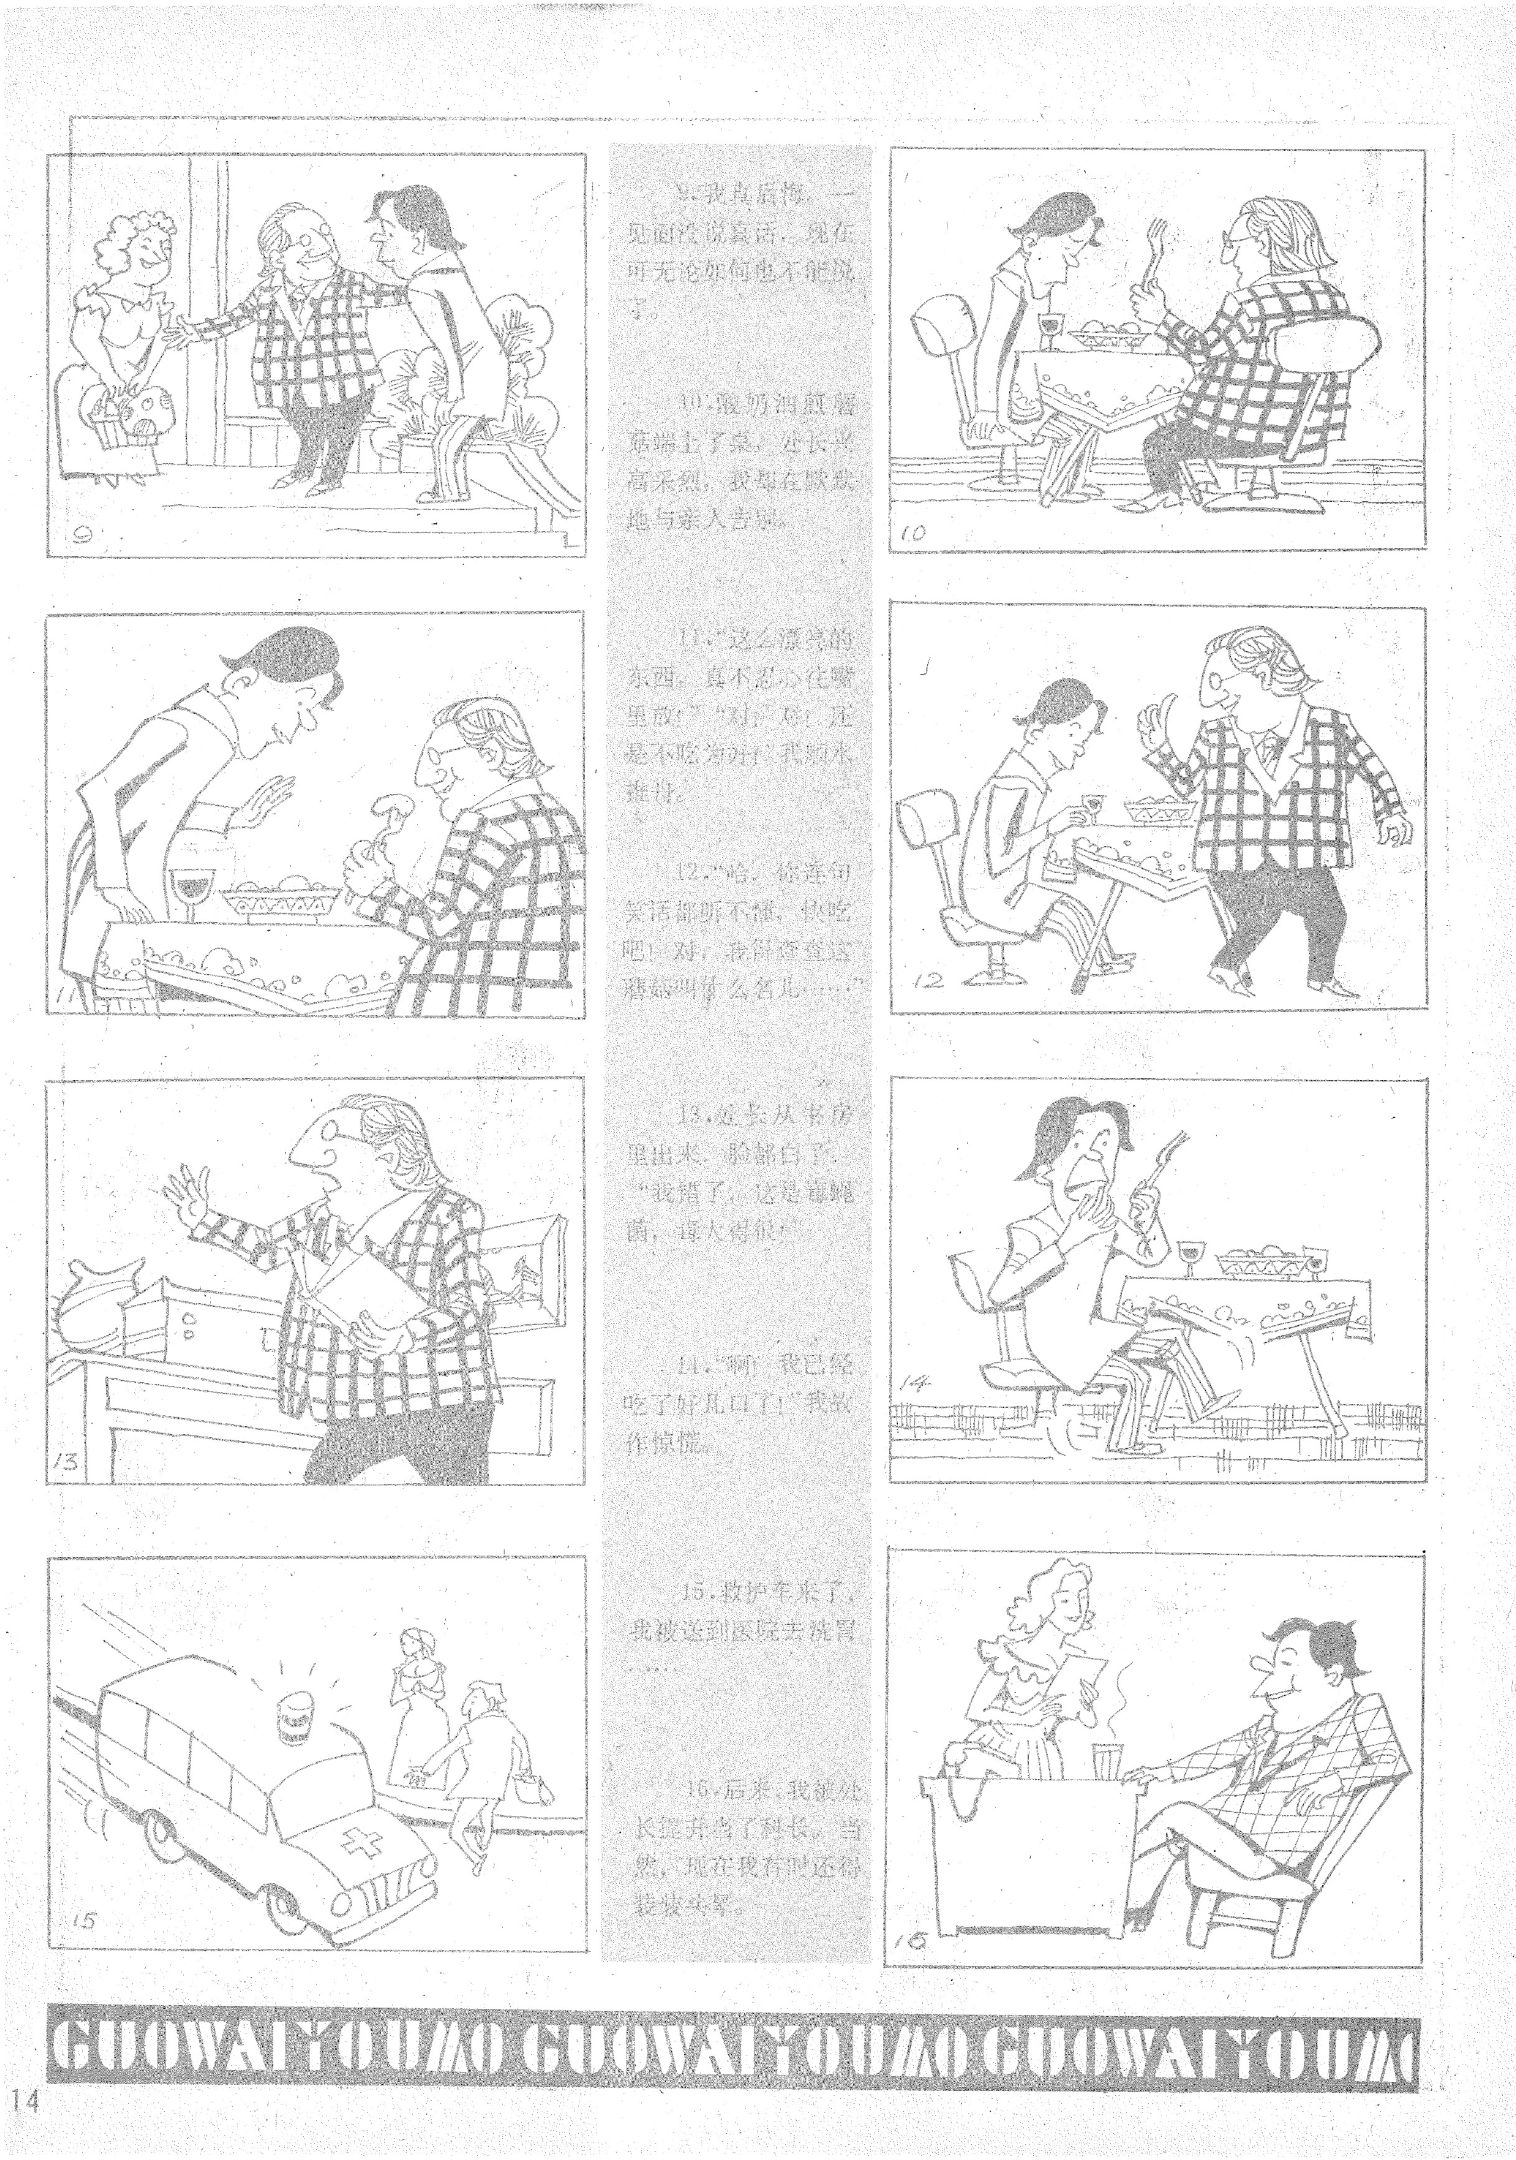 9.我真后悔，一
见面没说真话，现在
可无论如何也不能说
了。
10.酸奶油煎蘑
菇端上了桌。处长兴
高采烈，我却在默默
地与亲人告别。
11.“这么漂亮的
东西，真不忍心往嘴
里放！”“对，对！还
是不吃为好！”我顺水
推舟。
12.“哈，你连句
笑话都听不懂，快吃
吧！对，我得查查这
蘑菇叫什么名儿……”
13.处长从书房
里出来，脸都白了，
“我错了，这是毒蝇
菌，毒大得很！”
14.“啊！我已经
吃了好几口了！”我故
作惊慌。
15.救护车来了，
我被送到医院去洗胃
……
16.后来，我被处
长提升当了科长。当
然，现在我有时还得
装装头晕。
9
10
11
12
13
14
15
16
GUOWAIYOUMO GUOWAIYOUMO GUOWAIYOUMO
14